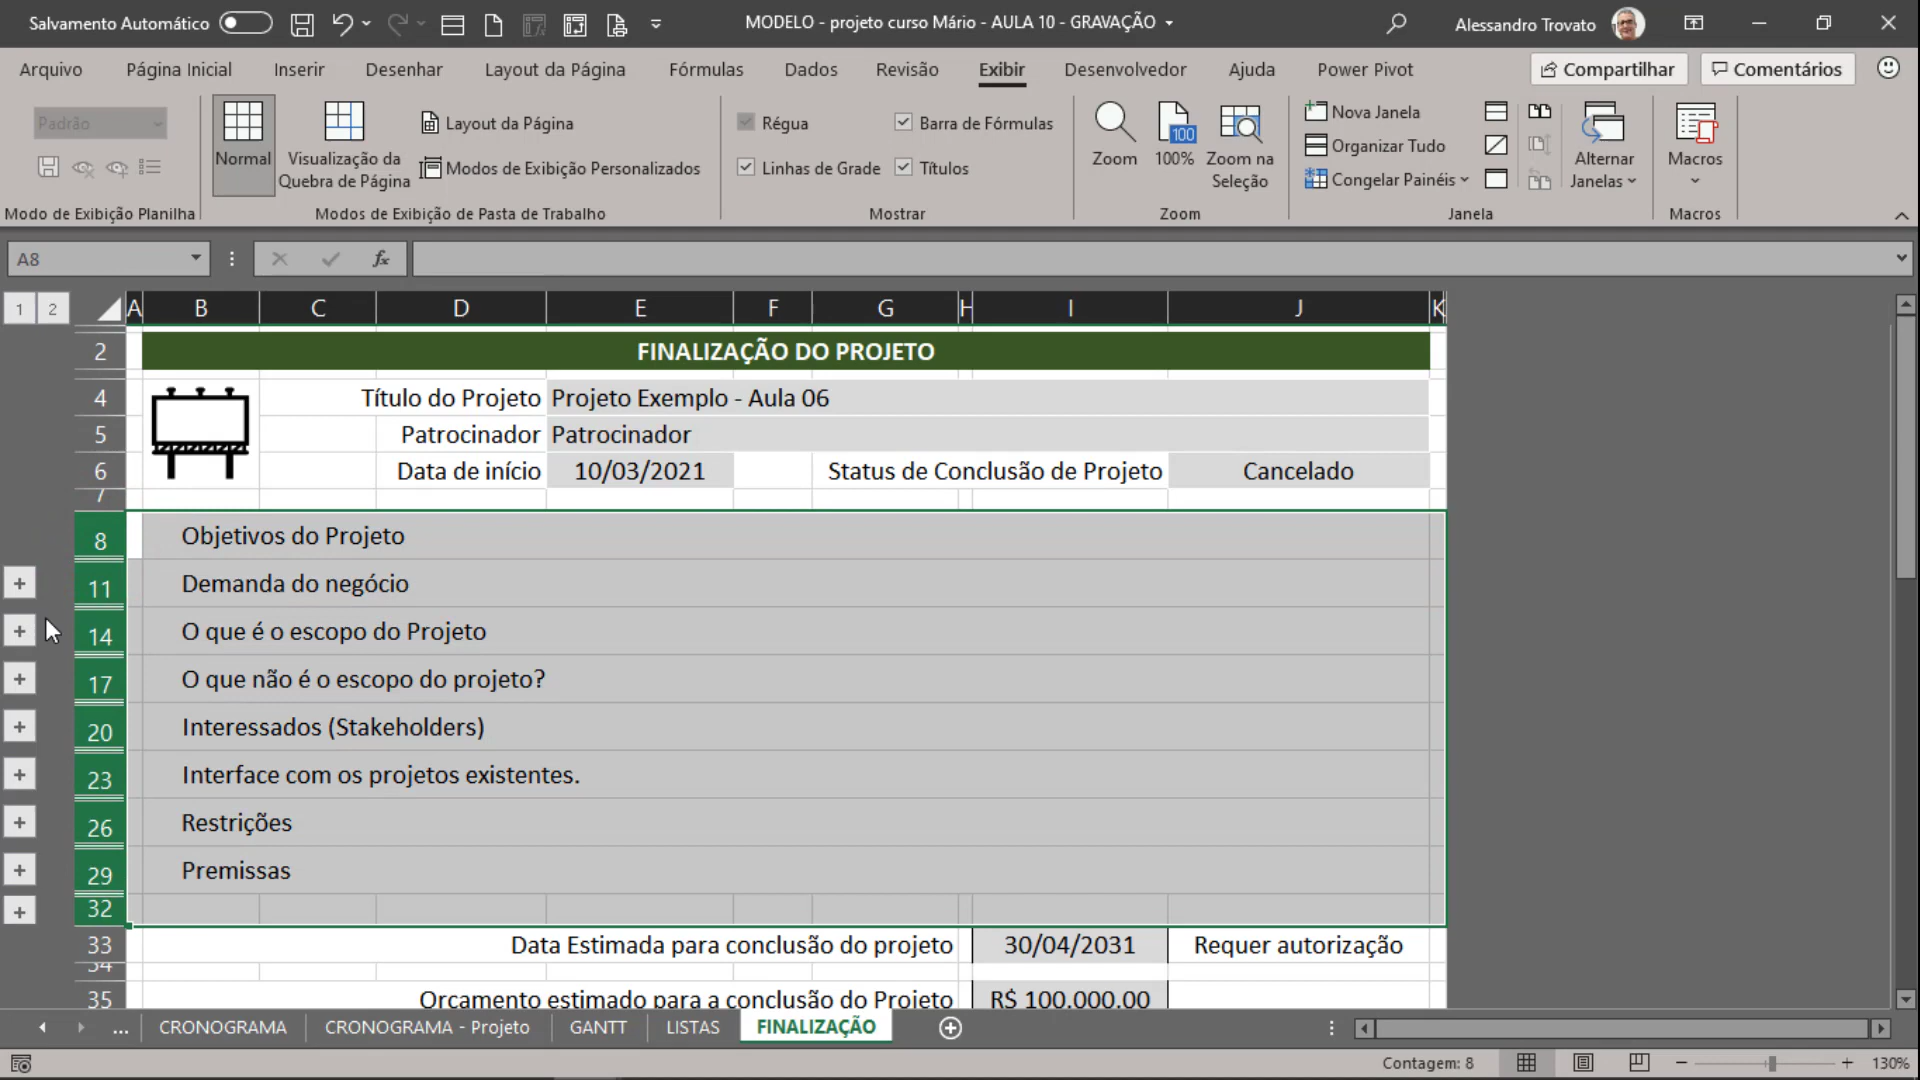 Salvamento Automático
MODELO - projeto curso Mário - AULA 10 - GRAVAÇÃO
Alessandro Trovato
Arquivo Página Inicial Inserir Desenhar Layout da Página Fórmulas Dados Revisão Exibir Desenvolvedor Ajuda Power Pivot Compartilhar Comentários
Padrão
Normal
Visualização da
Quebra de Página
Layout da Página
Modos de Exibição Personalizados
Régua
Barra de Fórmulas
Linhas de Grade
Títulos
Zoom
100
100%
Zoom na
Seleção
Nova Janela
Organizar Tudo
Congelar Painéis
Alternar
Janelas
Macros
Modo de Exibição Planilha
Modos de Exibição de Pasta de Trabalho
Mostrar
Zoom
Janela
Macros
A8
fx
1 2
A B C D E F G H I J K
2 FINALIZAÇÃO DO PROJETO
4 Título do Projeto Projeto Exemplo - Aula 06
5 Patrocinador Patrocinador
6 Data de início 10/03/2021 Status de Conclusão de Projeto Cancelado
7
8 Objetivos do Projeto
11 Demanda do negócio
14 O que é o escopo do Projeto
17 O que não é o escopo do projeto?
20 Interessados (Stakeholders)
23 Interface com os projetos existentes.
26 Restrições
29 Premissas
32
33 Data Estimada para conclusão do projeto 30/04/2031 Requer autorização
34
35 Orçamento estimado para a conclusão do Projeto R$ 100.000,00
... CRONOGRAMA CRONOGRAMA - Projeto GANTT LISTAS FINALIZAÇÃO
Contagem: 8
130%